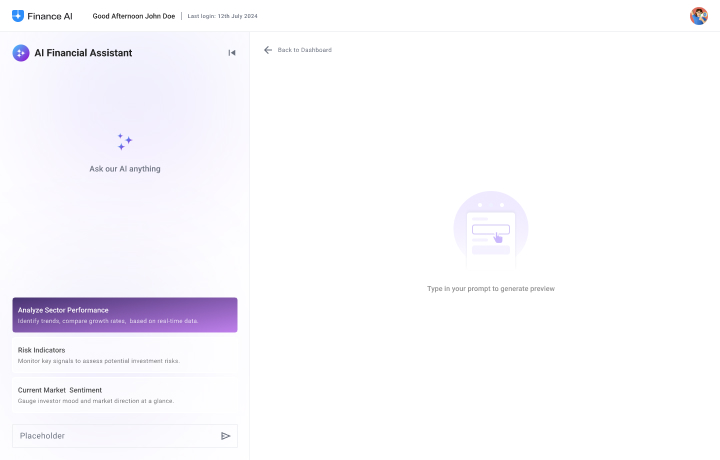 Finance AI
Good Afternoon John Doe
Last login: 12th July 2024
AI Financial Assistant
Back to Dashboard
Ask our AI anything
Type in your prompt to generate preview
Analyze Sector Performance
Identify trends, compare growth rates, based on real-time data.
Risk Indicators
Monitor key signals to assess potential investment risks.
Current Market Sentiment
Gauge investor mood and market direction at a glance.
Placeholder